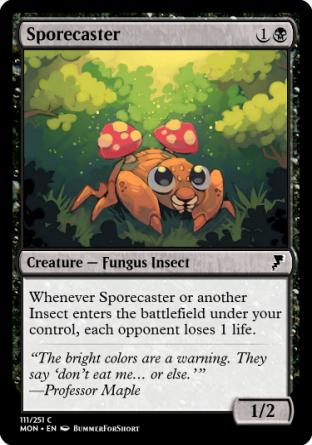 Sporecaster 1
Creature — Fungus Insect
Whenever Sporecaster or another
Insect enters the battlefield under your
control, each opponent loses 1 life.
“The bright colors are a warning. They
say ‘don’t eat me... or else.’”
—Professor Maple
1/2
111/251 C
MON • EN BummerForShort